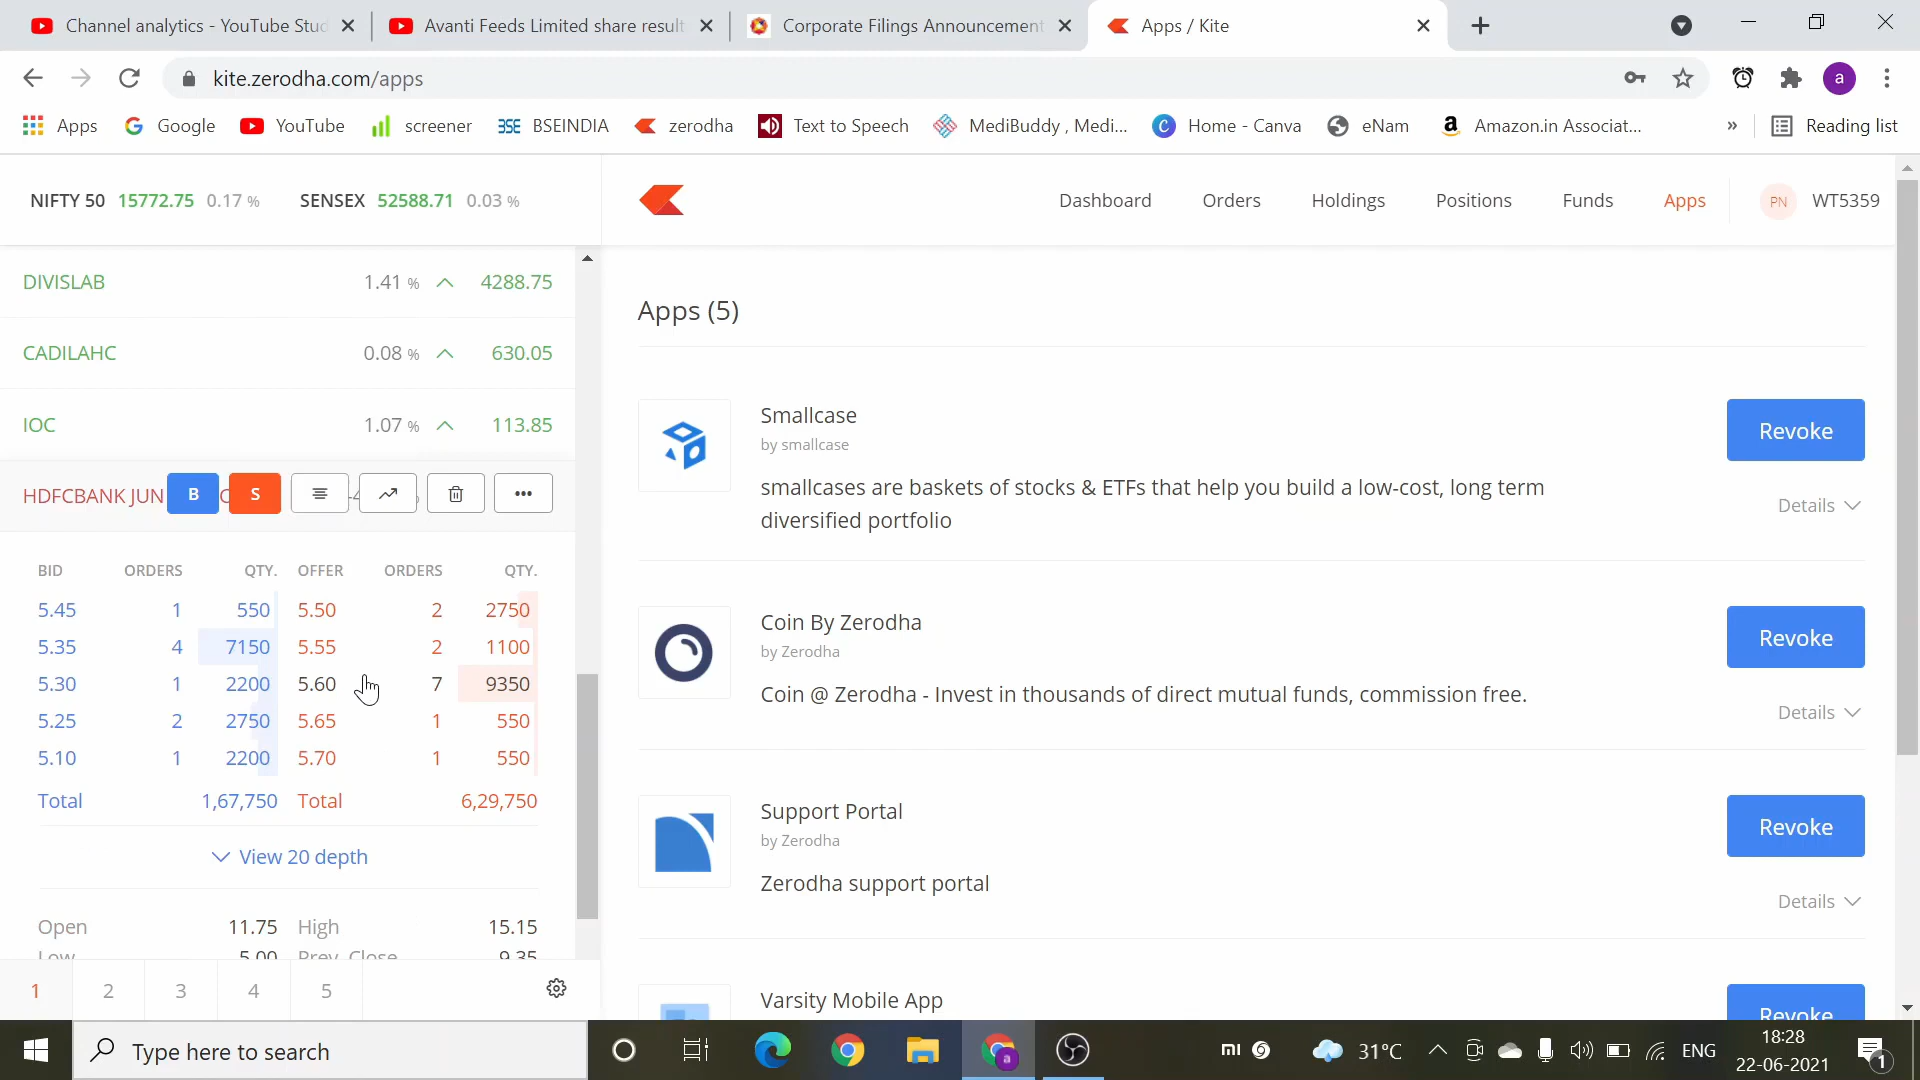 Channel analytics - YouTube Stud
Avanti Feeds Limited share result
Corporate Filings Announcement
Apps / Kite
kite.zerodha.com/apps
a
Apps
Google
YouTube
screener
BSEINDIA
zerodha
Text to Speech
MediBuddy , Medi...
Home - Canva
eNam
Amazon.in Associat...
»
Reading list
NIFTY 50 15772.75 0.17 %
SENSEX 52588.71 0.03 %
Dashboard
Orders
Holdings
Positions
Funds
Apps
PN
WT5359
DIVISLAB 1.41 % 4288.75
CADILAHC 0.08 % 630.05
IOC 1.07 % 113.85
HDFCBANK JUN B S
BID ORDERS QTY. OFFER ORDERS QTY.
5.45 1 550 5.50 2 2750
5.35 4 7150 5.55 2 1100
5.30 1 2200 5.60 7 9350
5.25 2 2750 5.65 1 550
5.10 1 2200 5.70 1 550
Total 1,67,750 Total 6,29,750
View 20 depth
Open 11.75 High 15.15
Low 5.00 Prev. Close 9.35
1 2 3 4 5
Apps (5)
Smallcase
by smallcase
smallcases are baskets of stocks & ETFs that help you build a low-cost, long term
diversified portfolio
Revoke
Details
Coin By Zerodha
by Zerodha
Coin @ Zerodha - Invest in thousands of direct mutual funds, commission free.
Revoke
Details
Support Portal
by Zerodha
Zerodha support portal
Revoke
Details
Varsity Mobile App
Revoke
Type here to search
a
mi
31°C
ENG
18:28
22-06-2021
1